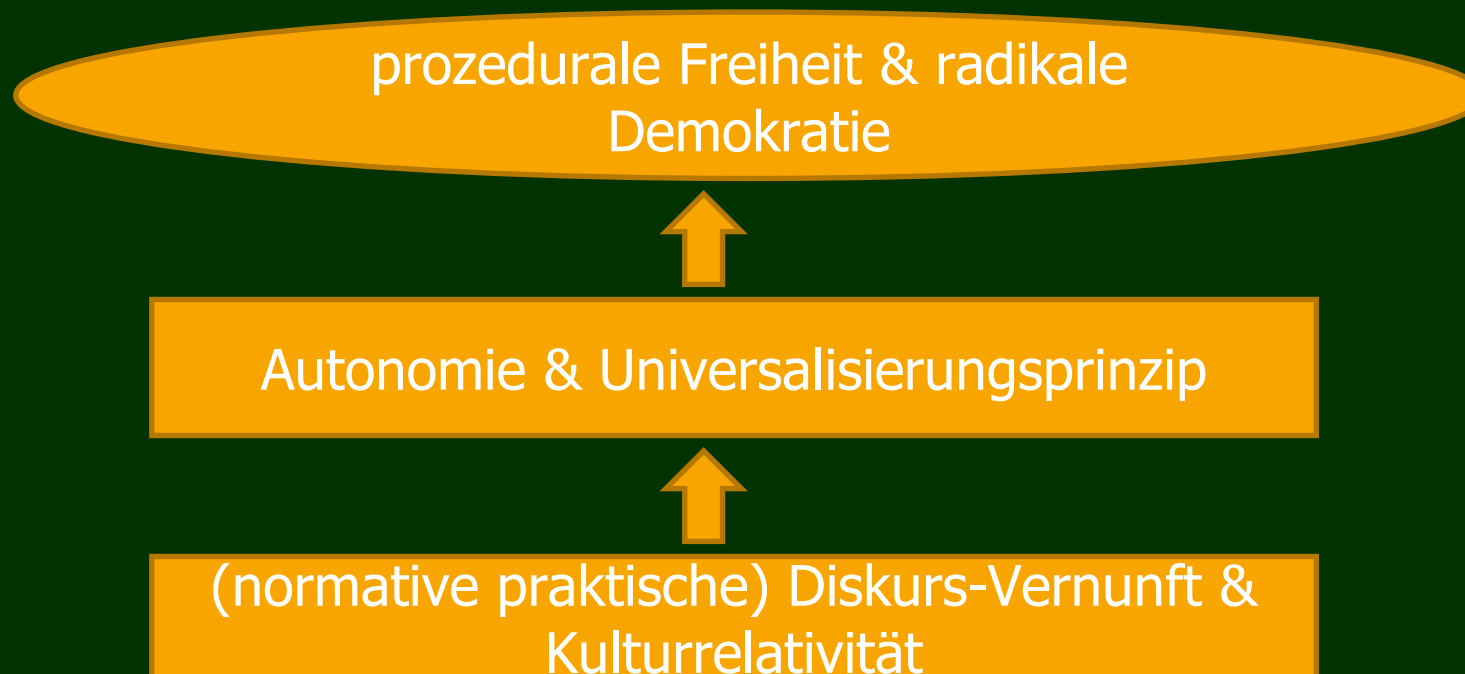 prozedurale Freiheit & radikale
Demokratie
Autonomie & Universalisierungsprinzip
(normative praktische) Diskurs-Vernunft &
Kulturrelativität